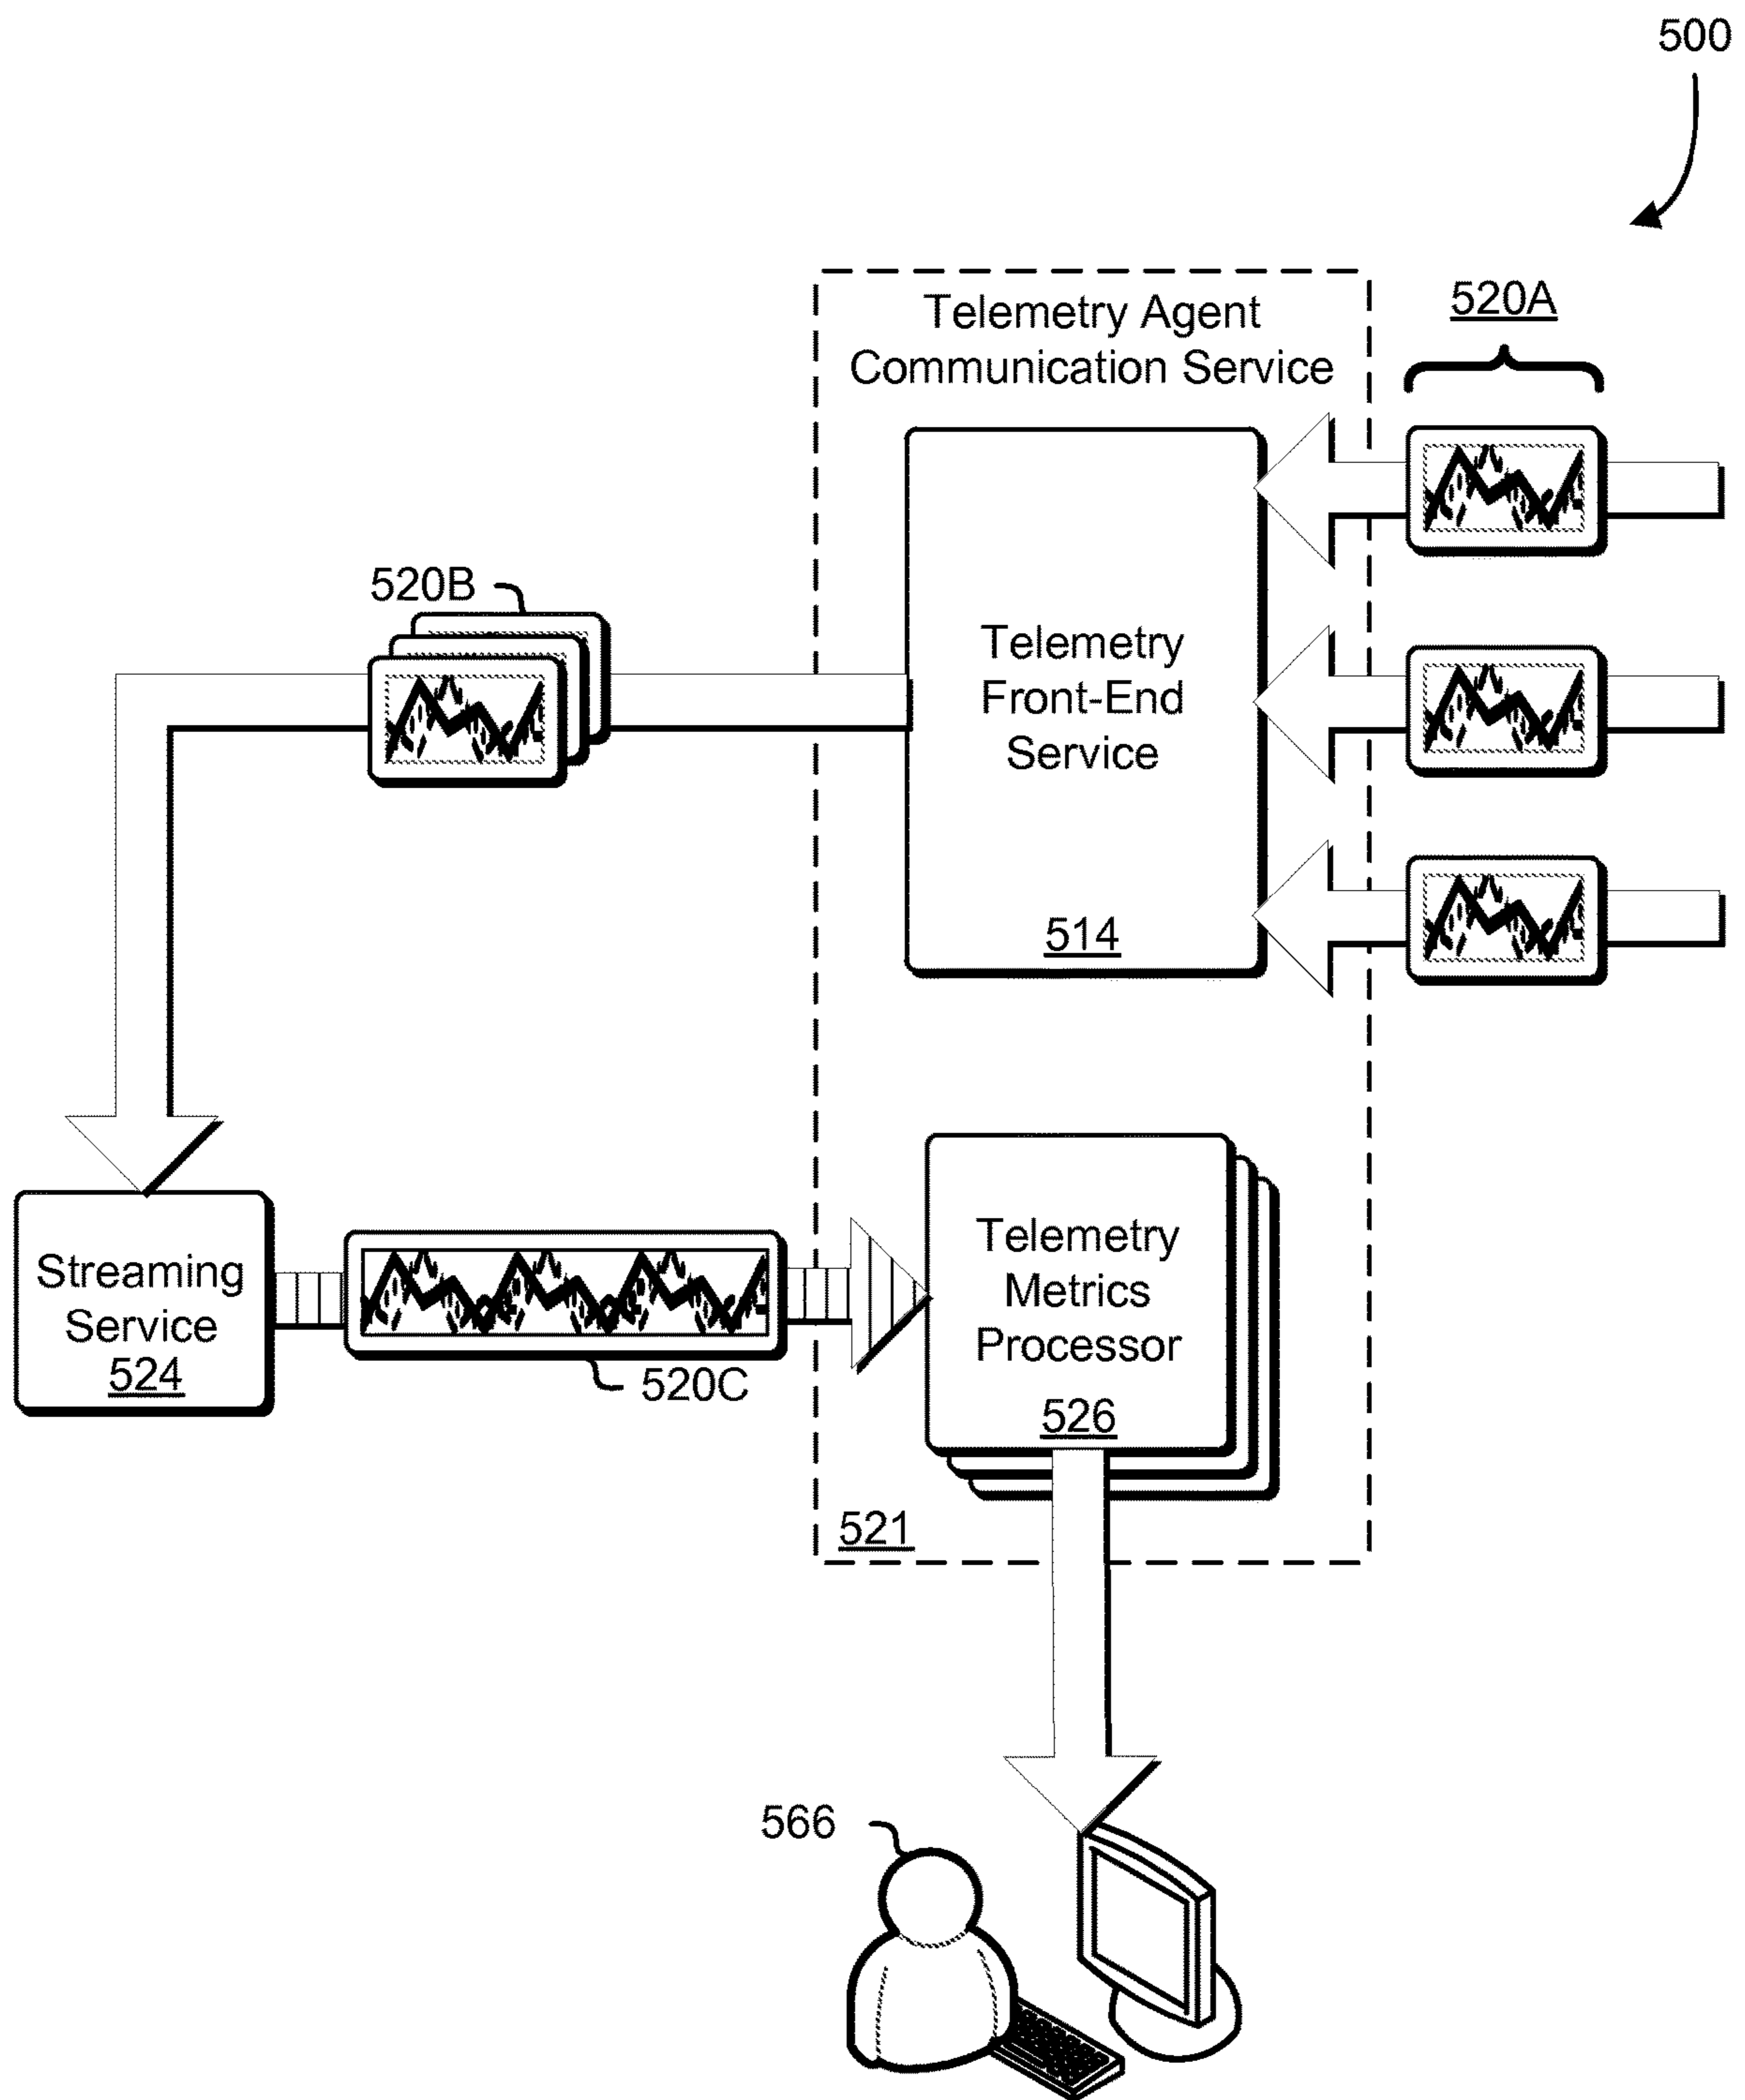 500
Telemetry Agent
Communication Service
520A
520B
Telemetry
Front-End
Service
514
Streaming
Service
524
520C
Telemetry
Metrics
Processor
526
521
566